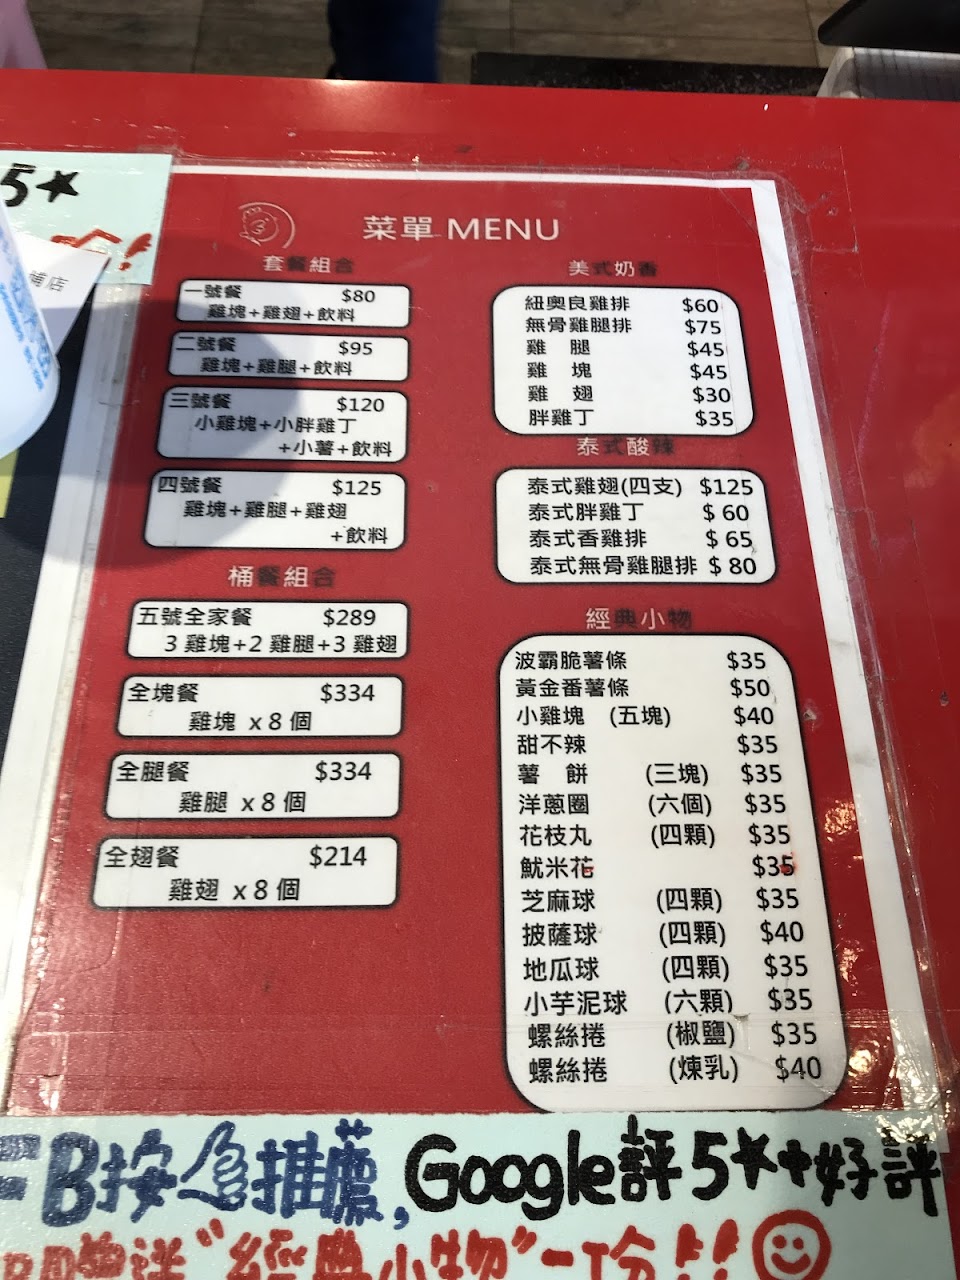 5★
埔店
菜單 MENU
套餐組合
一號餐 $80
雞塊+雞翅+飲料
二號餐 $95
雞塊+雞腿+飲料
三號餐 $120
小雞塊+小胖雞丁
+小薯+飲料
四號餐 $125
雞塊+雞腿+雞翅
+飲料
桶餐組合
五號全家餐 $289
3 雞塊+2 雞腿+3 雞翅
全塊餐 $334
雞塊 x 8 個
全腿餐 $334
雞腿 x 8 個
全翅餐 $214
雞翅 x 8 個
美式奶香
紐奧良雞排 $60
無骨雞腿排 $75
雞 腿 $45
雞 塊 $45
雞 翅 $30
胖雞丁 $35
泰式酸辣
泰式雞翅(四支) $125
泰式胖雞丁 $ 60
泰式香雞排 $ 65
泰式無骨雞腿排 $ 80
經典小物
波霸脆薯條 $35
黃金番薯條 $50
小雞塊 (五塊) $40
甜不辣 $35
薯 餅 (三塊) $35
洋蔥圈 (六個) $35
花枝丸 (四顆) $35
魷米花 $35
芝麻球 (四顆) $35
披薩球 (四顆) $40
地瓜球 (四顆) $35
小芋泥球 (六顆) $35
螺絲捲 (椒鹽) $35
螺絲捲 (煉乳) $40
FB按 推薦, Google評5★+好評
贈送"經典小物"一份!!